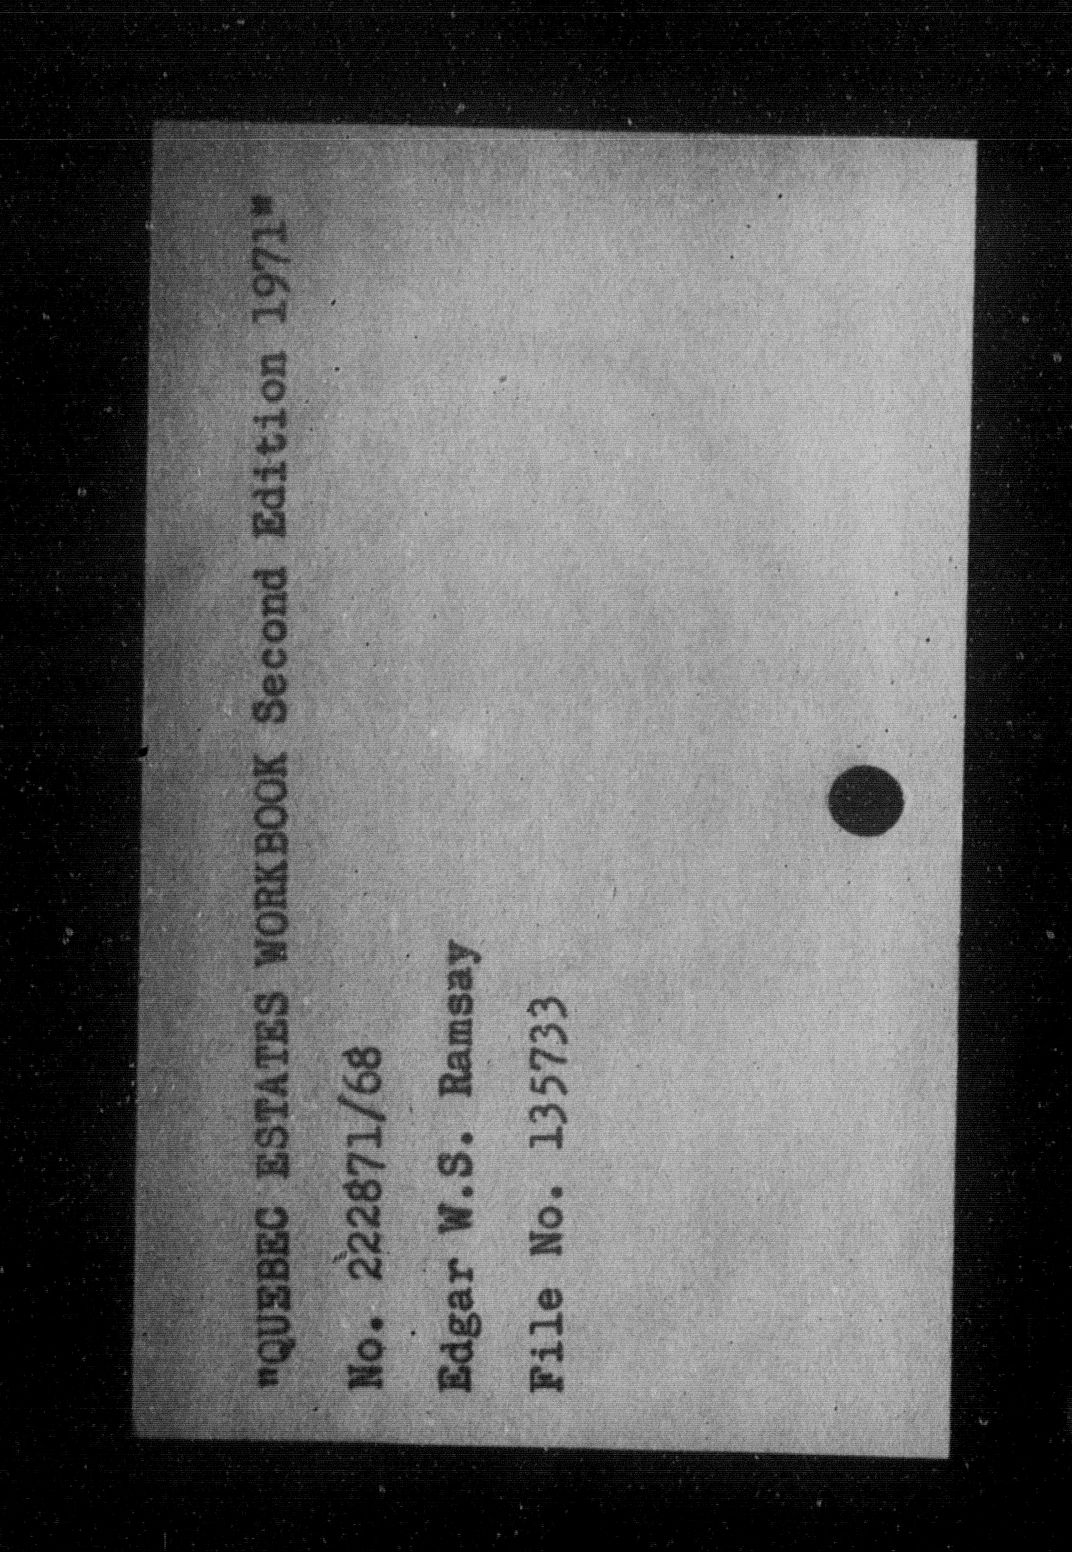 "QUEBEC ESTATES WORKBOOK Second Edition 1971"
No. 222871/68
Edgar W.S. Ramsay
File No. 135733